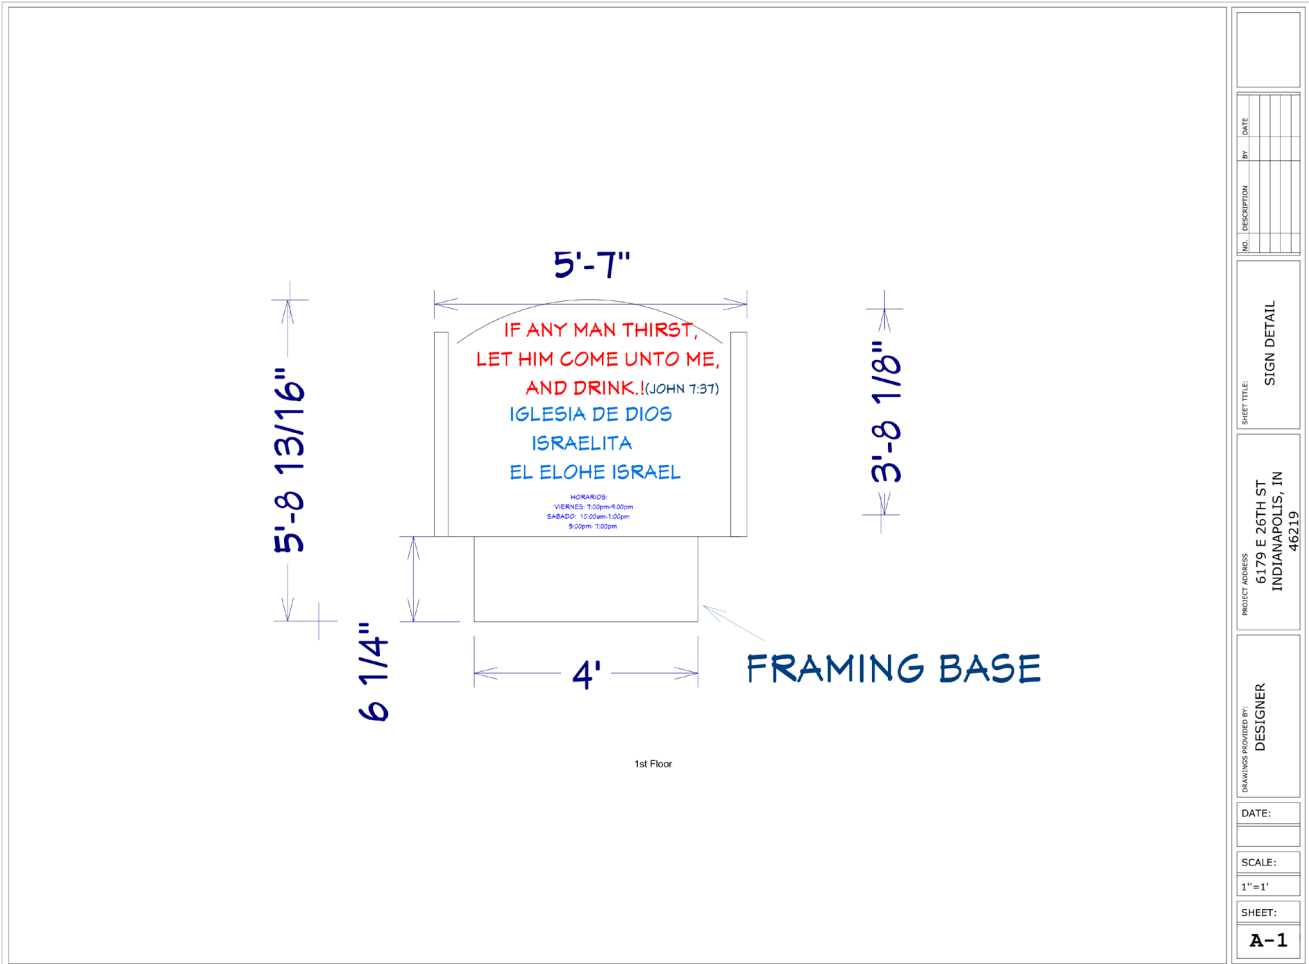 5'-7"
IF ANY MAN THIRST,
LET HIM COME UNTO ME,
AND DRINK.!(JOHN 7:37)
IGLESIA DE DIOS
ISRAELITA
EL ELOHE ISRAEL
HORARIOS:
VIERNES: 7:00pm-9:00pm
SABADO: 10:00am-1:00pm
5:00pm- 7:00pm
5'-8 13/16"
3'-8 1/8"
6 1/4"
4'
FRAMING BASE
1st Floor
NO. DESCRIPTION BY DATE
SHEET TITLE:
SIGN DETAIL
PROJECT ADDRESS
6179 E 26TH ST
INDIANAPOLIS, IN
46219
DRAWINGS PROVIDED BY:
DESIGNER
DATE:
SCALE:
1"=1'
SHEET:
A-1